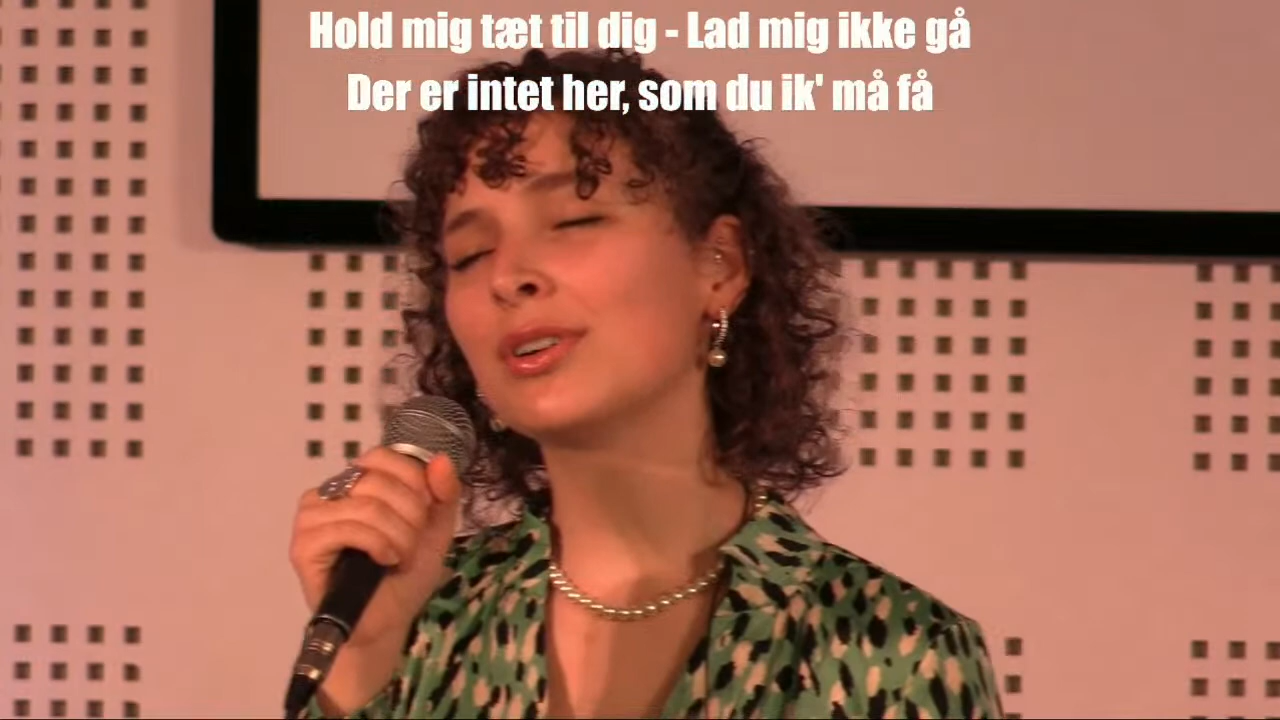 Hold mig tæt til dig - Lad mig ikke gå
Der er intet her, som du ik' må få